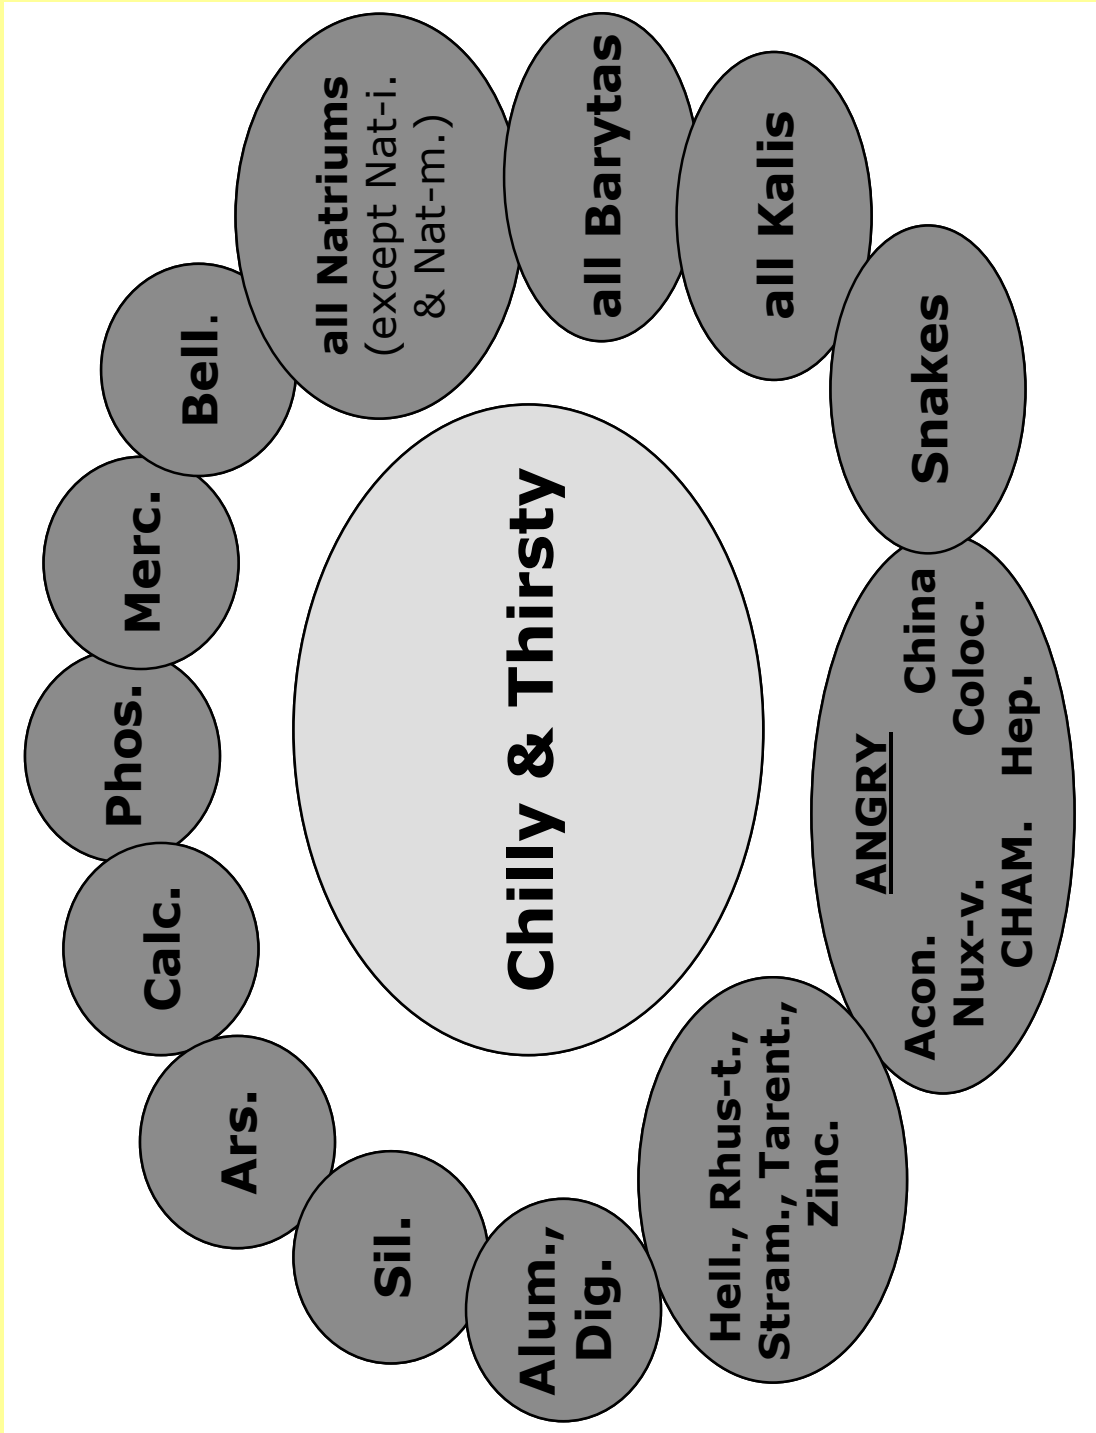 Chilly & Thirsty
Alum.,
Dig.
Sil.
Ars.
Calc.
Phos.
Merc.
Bell.
all Natriums
(except Nat-i.
& Nat-m.)
all Barytas
all Kalis
Snakes
ANGRY
Acon. China
Nux-v. Coloc.
CHAM. Hep.
Hell., Rhus-t.,
Stram., Tarent.,
Zinc.